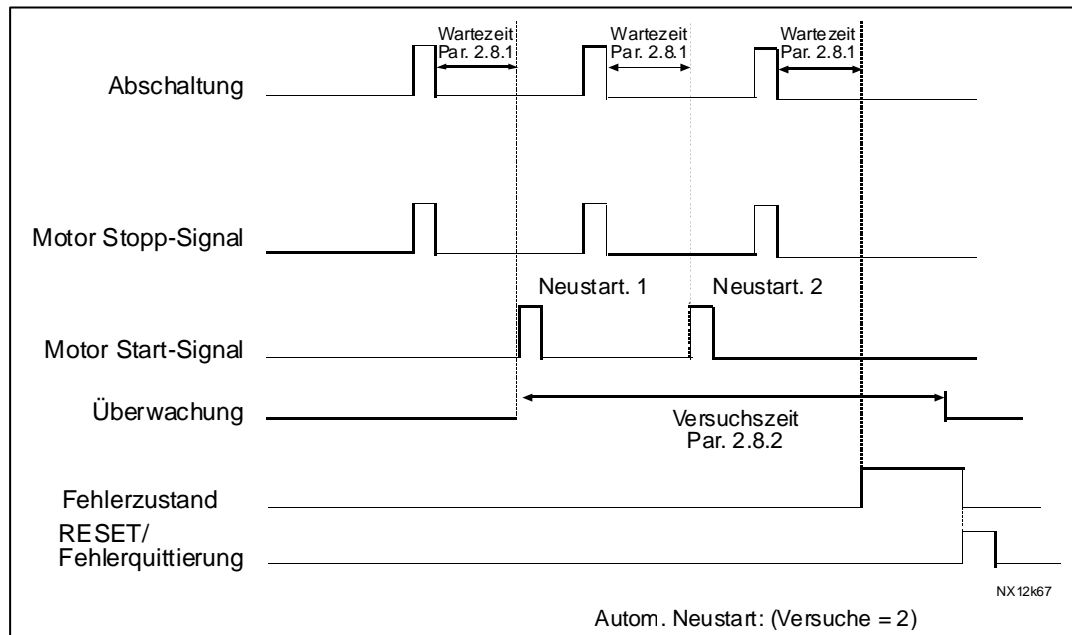 Wartezeit
Par. 2.8.1
Wartezeit
Par. 2.8.1
Wartezeit
Par. 2.8.1
Abschaltung
Motor Stopp-Signal
Neustart. 1
Neustart. 2
Motor Start-Signal
Überwachung
Versuchszeit
Par. 2.8.2
Fehlerzustand
RESET/
Fehlerquittierung
NX12k67
Autom. Neustart: (Versuche = 2)